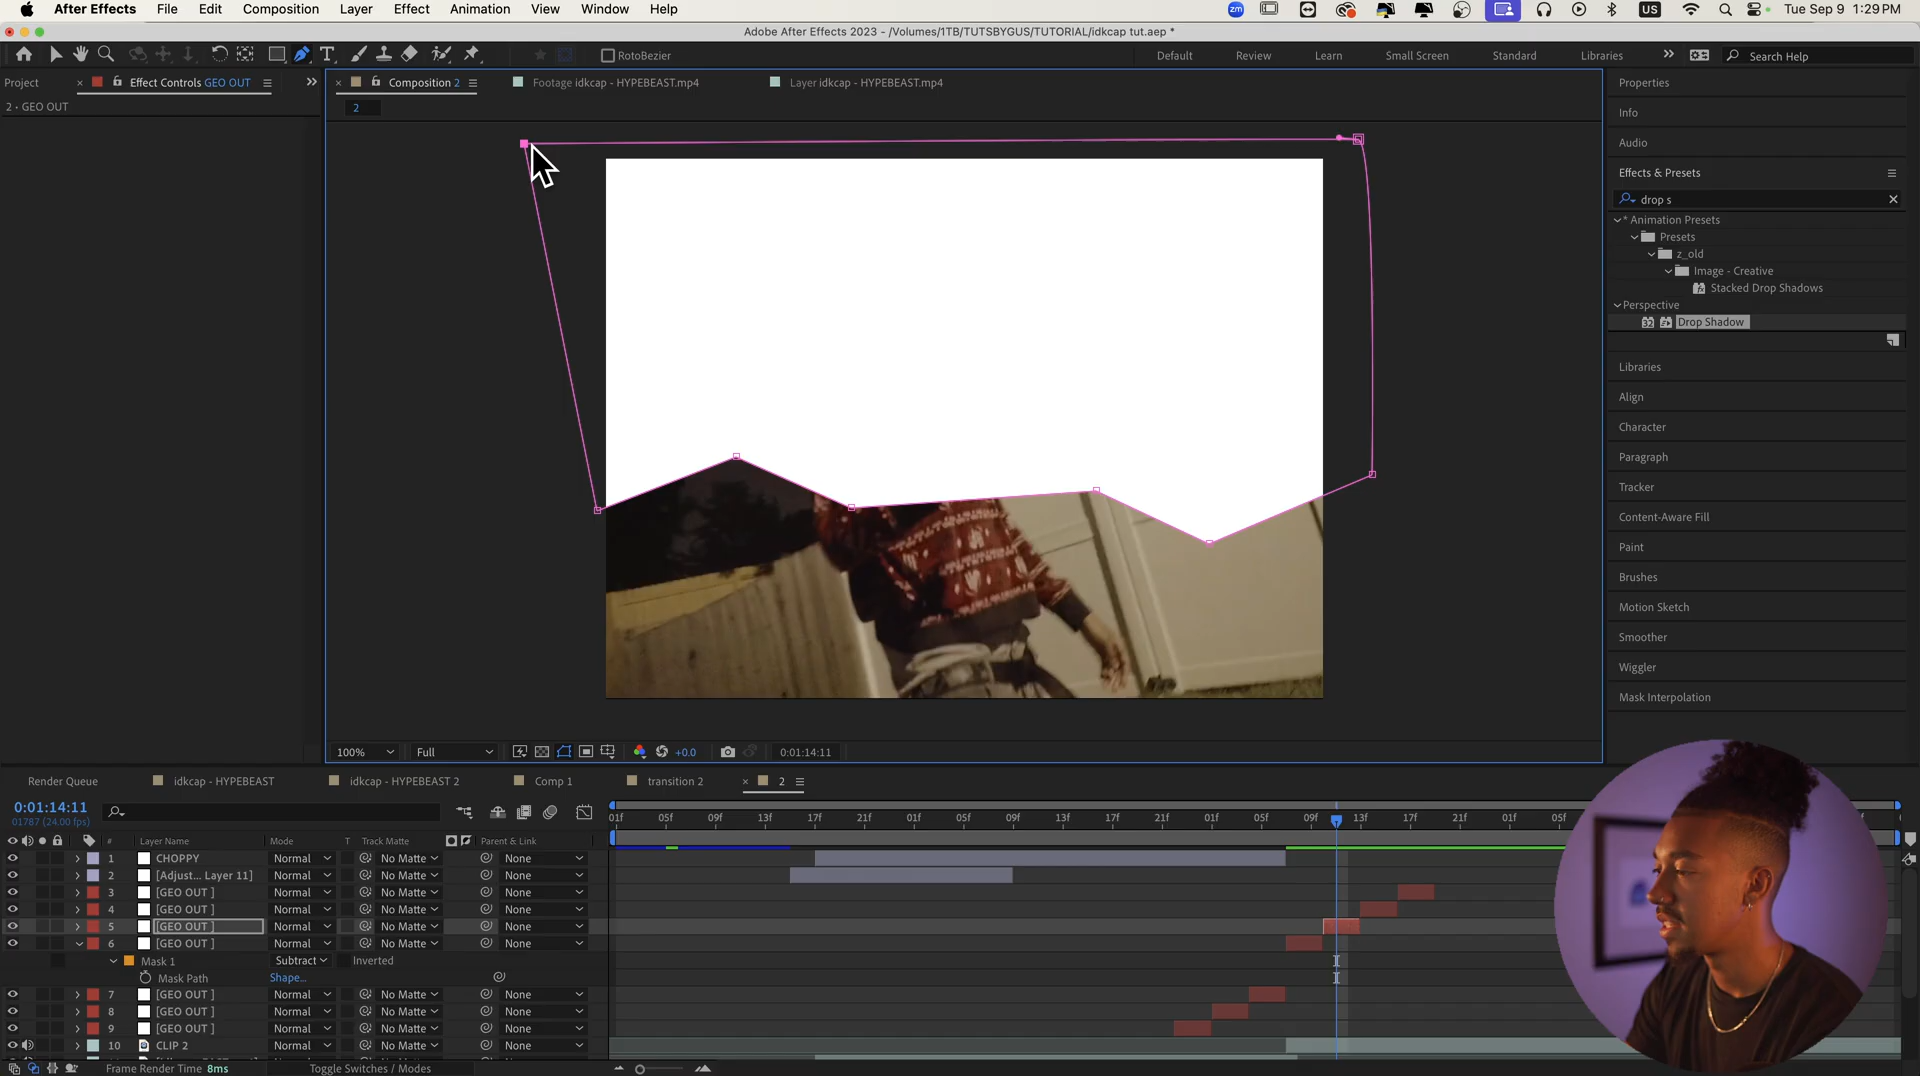 After Effects File Edit Composition Layer Effect Animation View Window Help zm US Tue Sep 9 1:29 PM
Adobe After Effects 2023 - /Volumes/1TB/TUTSBYGUS/TUTORIAL/idkcap tut.aep *
RotoBezier Default Review Learn Small Screen Standard Libraries Search Help
Project Effect Controls GEO OUT Composition 2 Footage idkcap - HYPEBEAST.mp4 Layer idkcap - HYPEBEAST.mp4 Properties
2 • GEO OUT 2 Info
Audio
Effects & Presets
drop s
* Animation Presets
Presets
z_old
Image - Creative
Stacked Drop Shadows
Perspective
32 Drop Shadow
Libraries
Align
Character
Paragraph
Tracker
Content-Aware Fill
Paint
Brushes
Motion Sketch
Smoother
Wiggler
Mask Interpolation
100% Full +0.0 0:01:14:11
Render Queue idkcap - HYPEBEAST idkcap - HYPEBEAST 2 Comp 1 transition 2 2
0:01:14:11
01787 (24.00 fps)
01f 05f 09f 13f 17f 21f 01f 05f 09f 13f 17f 21f 01f 05f 09f 13f 17f 21f 01f 05f
# Layer Name Mode T Track Matte Parent & Link
1 CHOPPY Normal No Matte None
2 [Adjust... Layer 11] Normal No Matte None
3 [GEO OUT ] Normal No Matte None
4 [GEO OUT ] Normal No Matte None
5 [GEO OUT ] Normal No Matte None
6 [GEO OUT ] Normal No Matte None
Mask 1 Subtract Inverted
Mask Path Shape...
7 [GEO OUT ] Normal No Matte None
8 [GEO OUT ] Normal No Matte None
9 [GEO OUT ] Normal No Matte None
10 CLIP 2 Normal No Matte None
Frame Render Time 8ms Toggle Switches / Modes